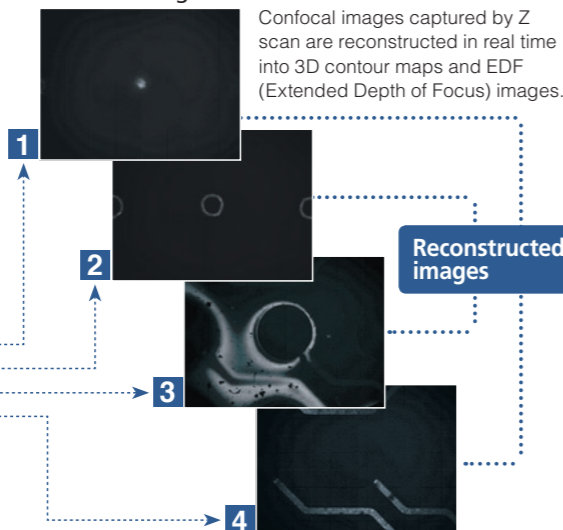 Confocal images captured by Z
scan are reconstructed in real time
into 3D contour maps and EDF
(Extended Depth of Focus) images.
1
2
Reconstructed
images
3
4